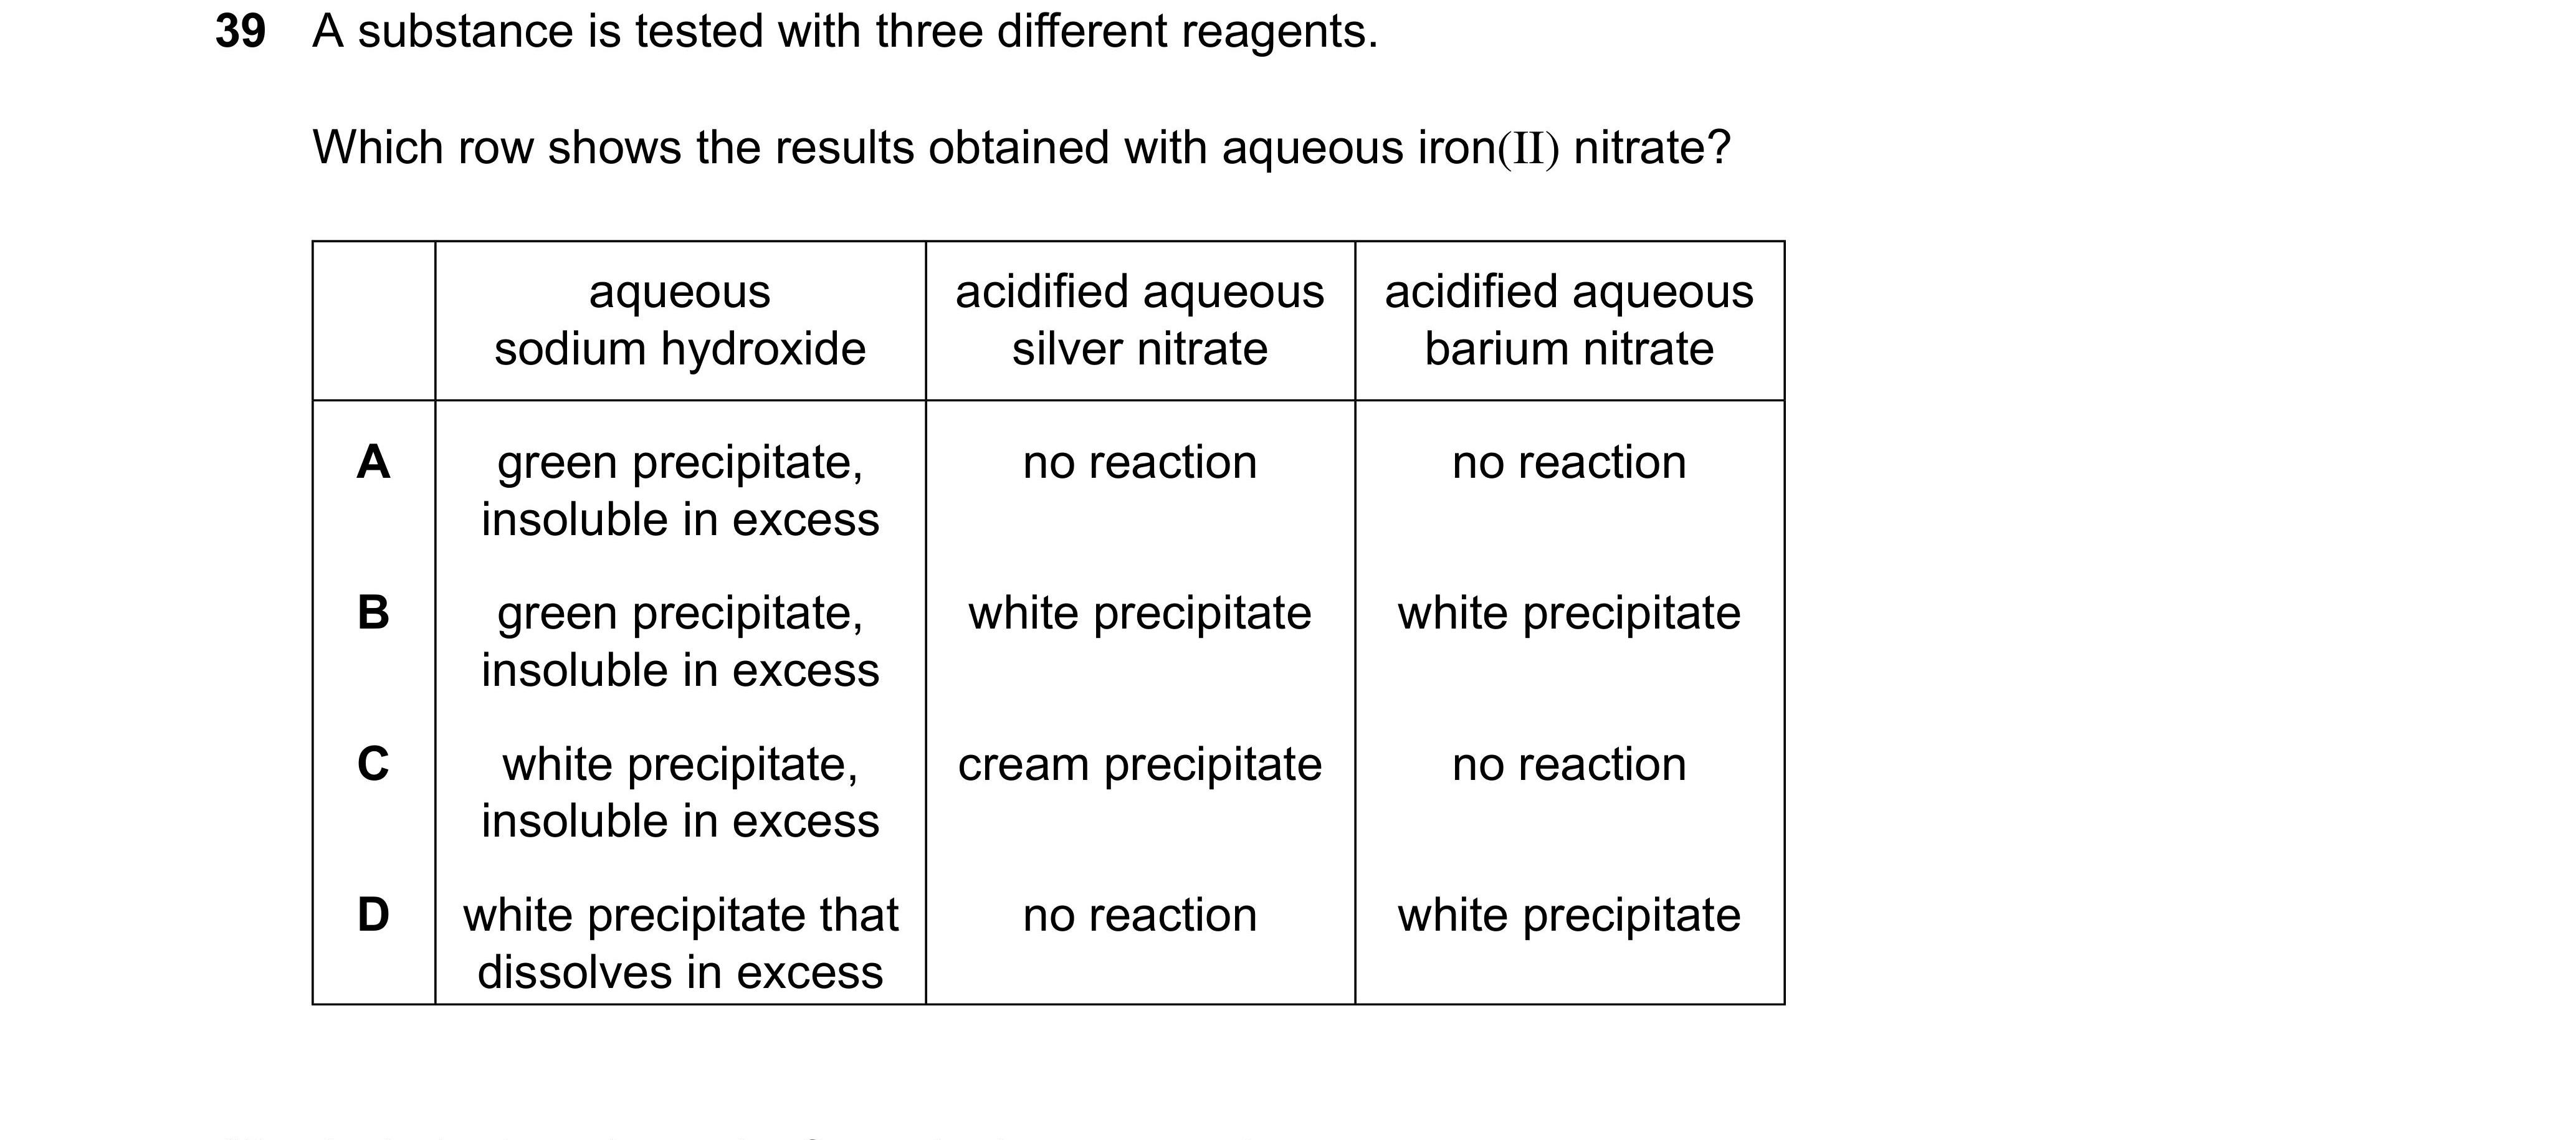 39 A substance is tested with three different reagents.
Which row shows the results obtained with aqueous iron(II) nitrate?
aqueous sodium hydroxide
acidified aqueous silver nitrate
acidified aqueous barium nitrate
A green precipitate, insoluble in excess no reaction no reaction
B green precipitate, insoluble in excess white precipitate white precipitate
C white precipitate, insoluble in excess cream precipitate no reaction
D white precipitate that dissolves in excess no reaction white precipitate